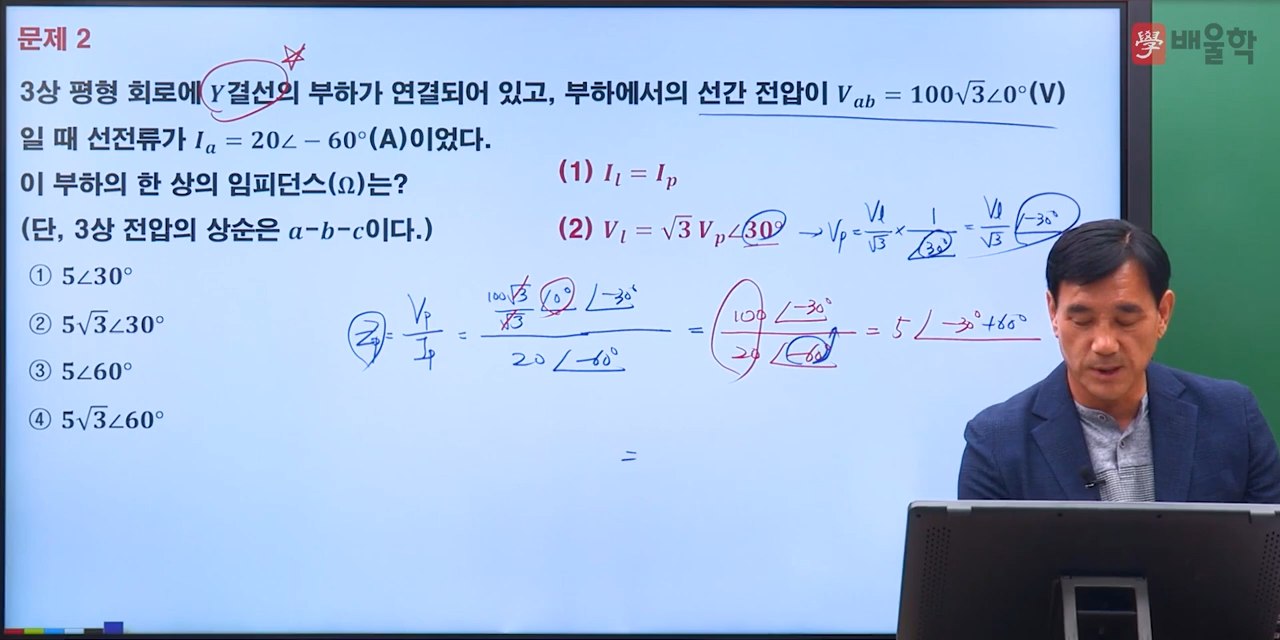 문제 2
學 배울학
3상 평형 회로에 Y결선의 부하가 연결되어 있고, 부하에서의 선간 전압이 V_ab = 100√3∠0°(V)
일 때 선전류가 I_a = 20∠−60°(A)이었다.
이 부하의 한 상의 임피던스(Ω)는?
(단, 3상 전압의 상순은 a-b-c이다.)
① 5∠30°
② 5√3∠30°
③ 5∠60°
④ 5√3∠60°
(1) I_l = I_p
(2) V_l = √3 V_p∠30° → V_p = V_l/√3 × 1/∠30° = V_l/√3 ∠-30°
Z_p = V_p/I_p = 100√3/√3 ∠0° ∠-30° / 20 ∠-60° = 100 ∠-30° / 20 ∠-60° = 5 ∠-30°+60°
=